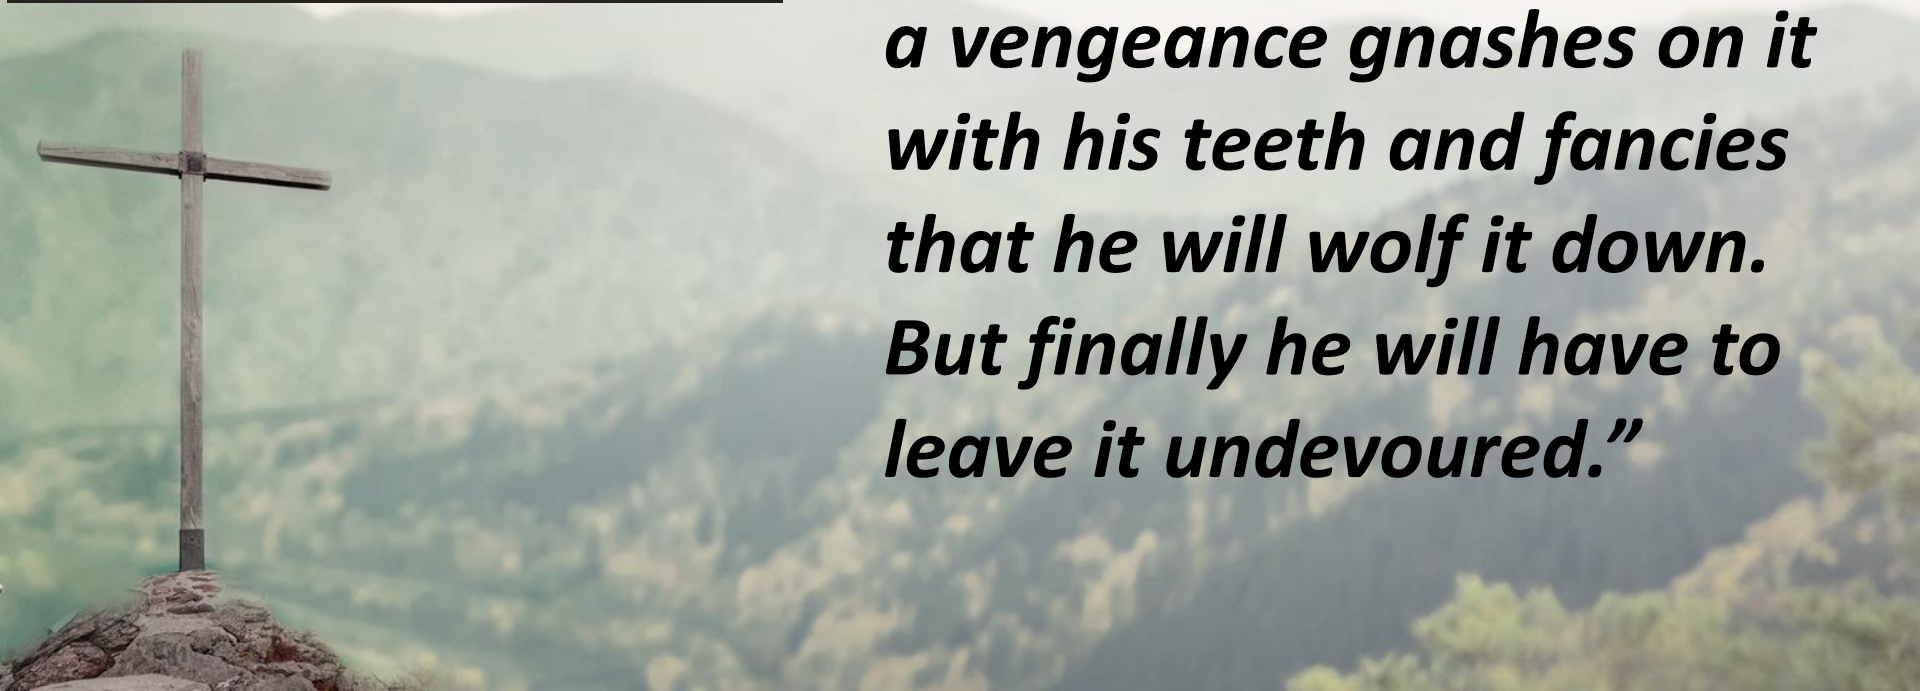 a vengeance gnashes on it
with his teeth and fancies
that he will wolf it down.
But finally he will have to
leave it undevoured.”